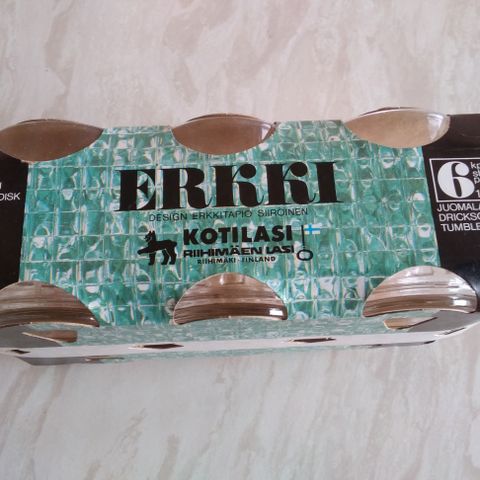 ERKKI
DESIGN ERKKITAPIO SIIROINEN
KOTILASI
RIIHIMÄEN LASI
RIIHIMÄKI-FINLAND
DISK
6
JUOMALA
DRICKSG
TUMBLE